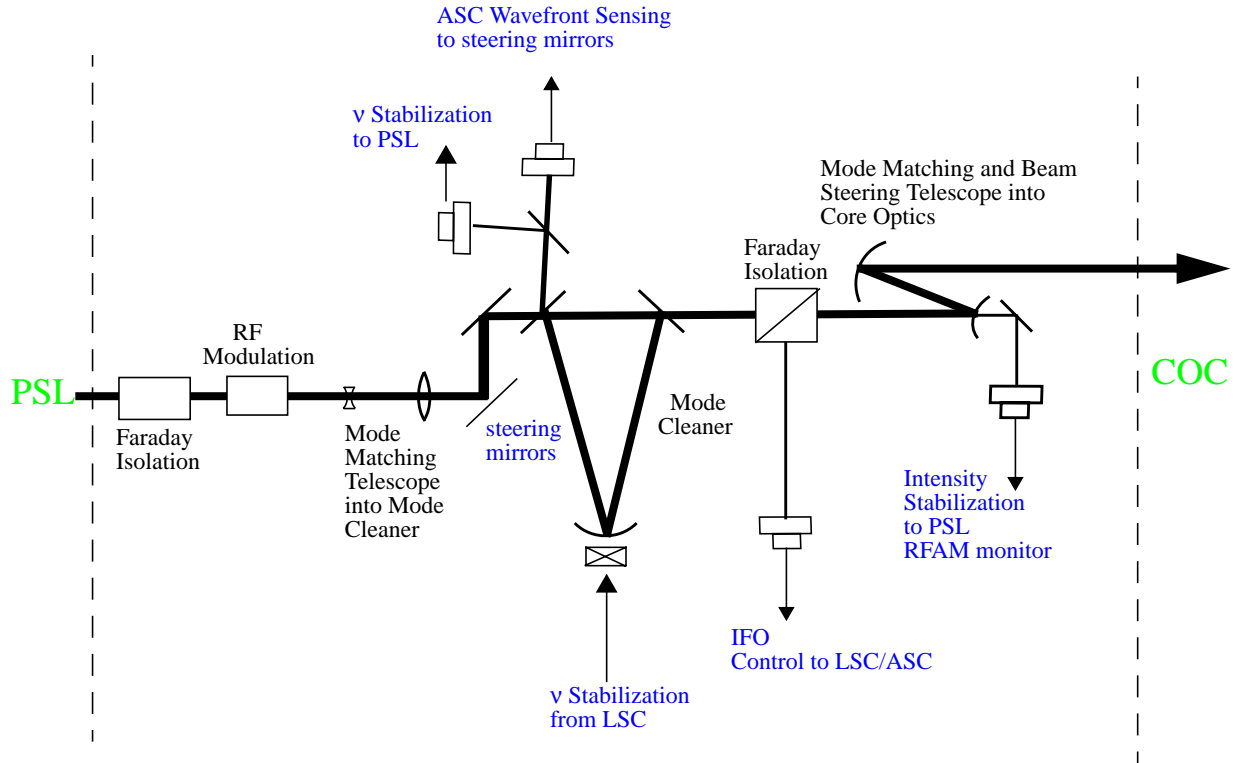 ASC Wavefront Sensing
to steering mirrors
ν Stabilization
to PSL
Mode Matching and Beam
Steering Telescope into
Core Optics
Faraday
Isolation
RF
Modulation
PSL
COC
Faraday
Isolation
Mode
Matching
Telescope
into Mode
Cleaner
steering
mirrors
Mode
Cleaner
Intensity
Stabilization
to PSL
RFAM monitor
IFO
Control to LSC/ASC
ν Stabilization
from LSC